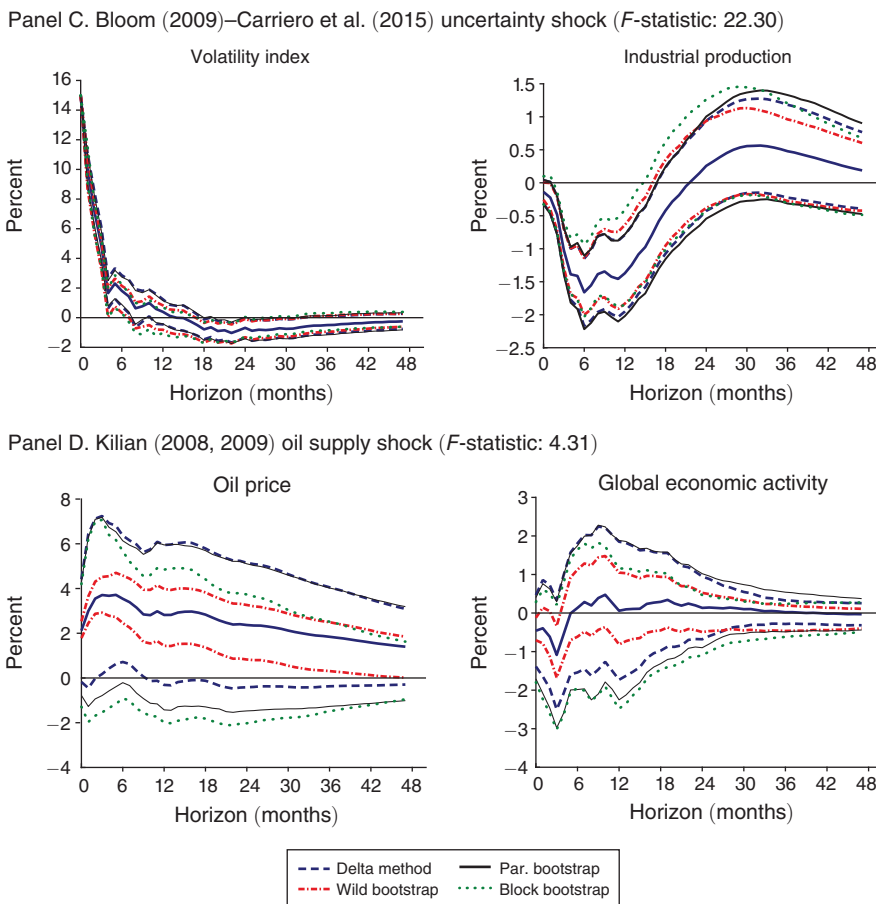 Panel C. Bloom (2009)–Carriero et al. (2015) uncertainty shock (F-statistic: 22.30)
Volatility index
Percent
16
14
12
10
8
6
4
2
0
−2
0 6 12 18 24 30 36 42 48
Horizon (months)
Industrial production
Percent
1.5
1
0.5
0
−0.5
−1
−1.5
−2
−2.5
0 6 12 18 24 30 36 42 48
Horizon (months)
Panel D. Kilian (2008, 2009) oil supply shock (F-statistic: 4.31)
Oil price
Percent
8
6
4
2
0
−2
−4
0 6 12 18 24 30 36 42 48
Horizon (months)
Global economic activity
Percent
3
2
1
0
−1
−2
−3
−4
0 6 12 18 24 30 36 42 48
Horizon (months)
Delta method
Par. bootstrap
Wild bootstrap
Block bootstrap